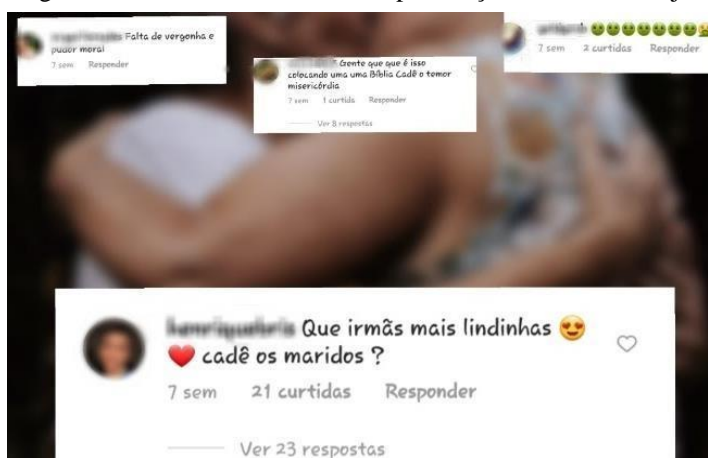 Falta de vergonha e
pudor moral
7 sem Responder
7 sem 2 curtidas Responder
Gente que que é isso
colocando uma uma Bíblia Cadê o temor
misericórdia
7 sem 1 curtida Responder
Ver 8 respostas
Que irmãs mais lindinhas 😍
❤️ cadê os maridos ?
7 sem 21 curtidas Responder
Ver 23 respostas